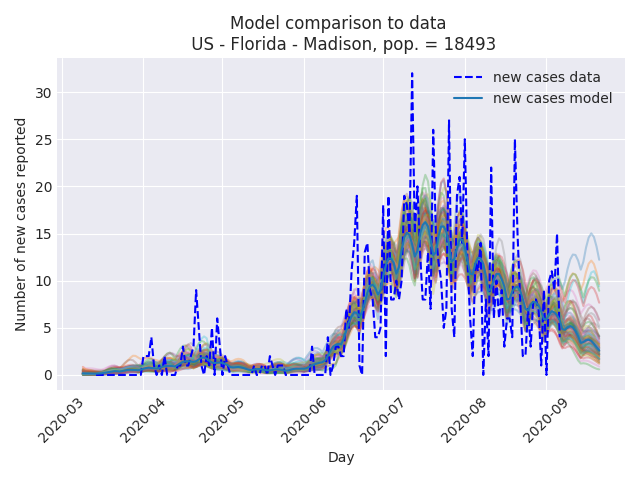 Model comparison to data
US - Florida - Madison, pop. = 18493
new cases data
new cases model
Number of new cases reported
30
25
20
15
10
5
0
2020-03
2020-04
2020-05
2020-06
2020-07
2020-08
2020-09
Day